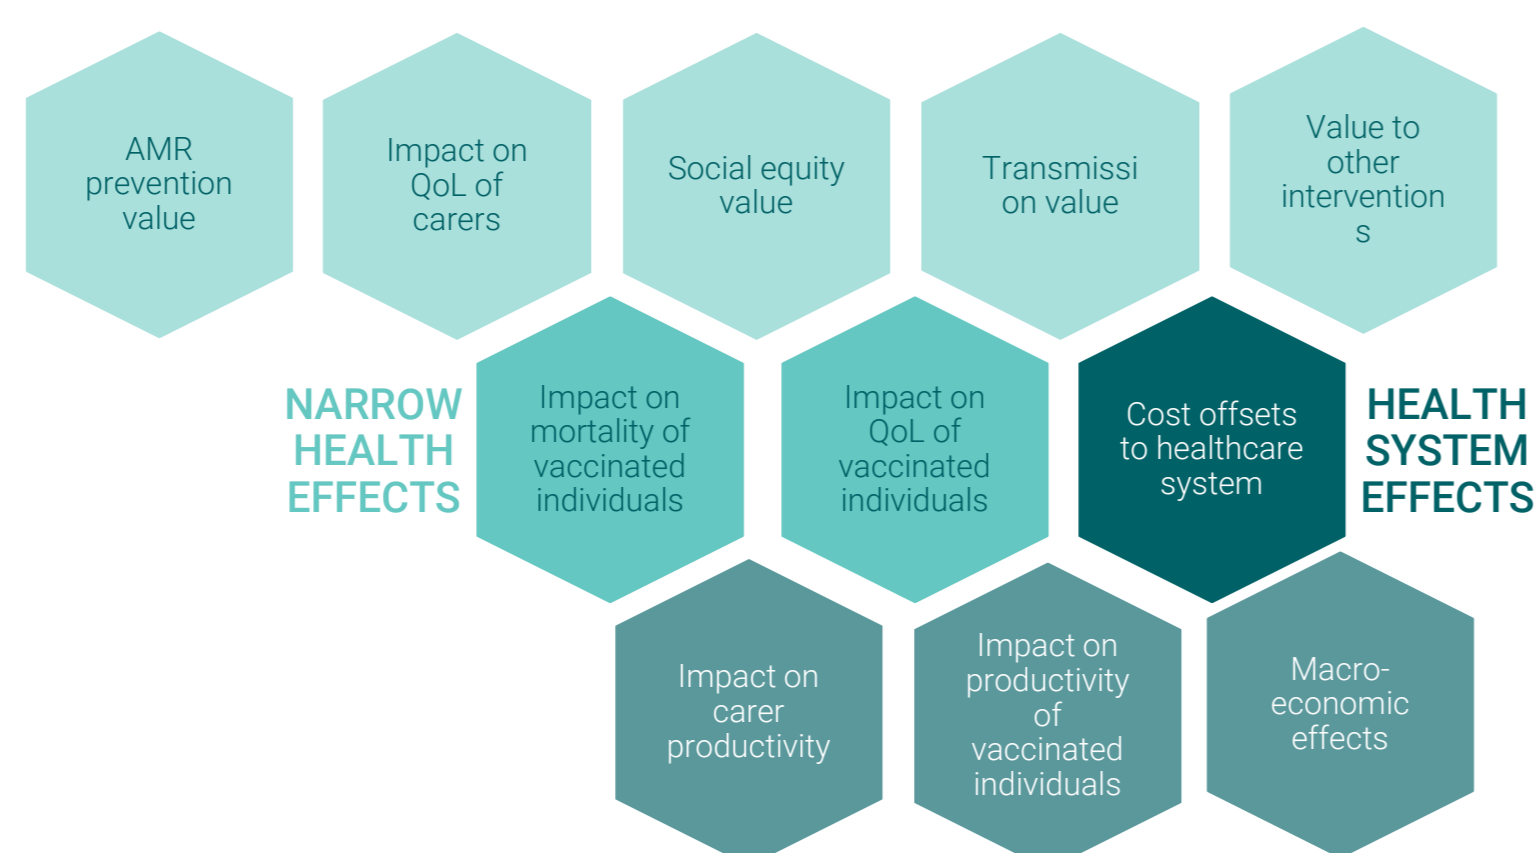 AMR
prevention
value
Impact on
QoL of
carers
Social equity
value
Transmissi
on value
Value to
other
intervention
s
NARROW
HEALTH
EFFECTS
Impact on
mortality of
vaccinated
individuals
Impact on
QoL of
vaccinated
individuals
Cost offsets
to healthcare
system
HEALTH
SYSTEM
EFFECTS
Impact on
carer
productivity
Impact on
productivity
of
vaccinated
individuals
Macro-
economic
effects